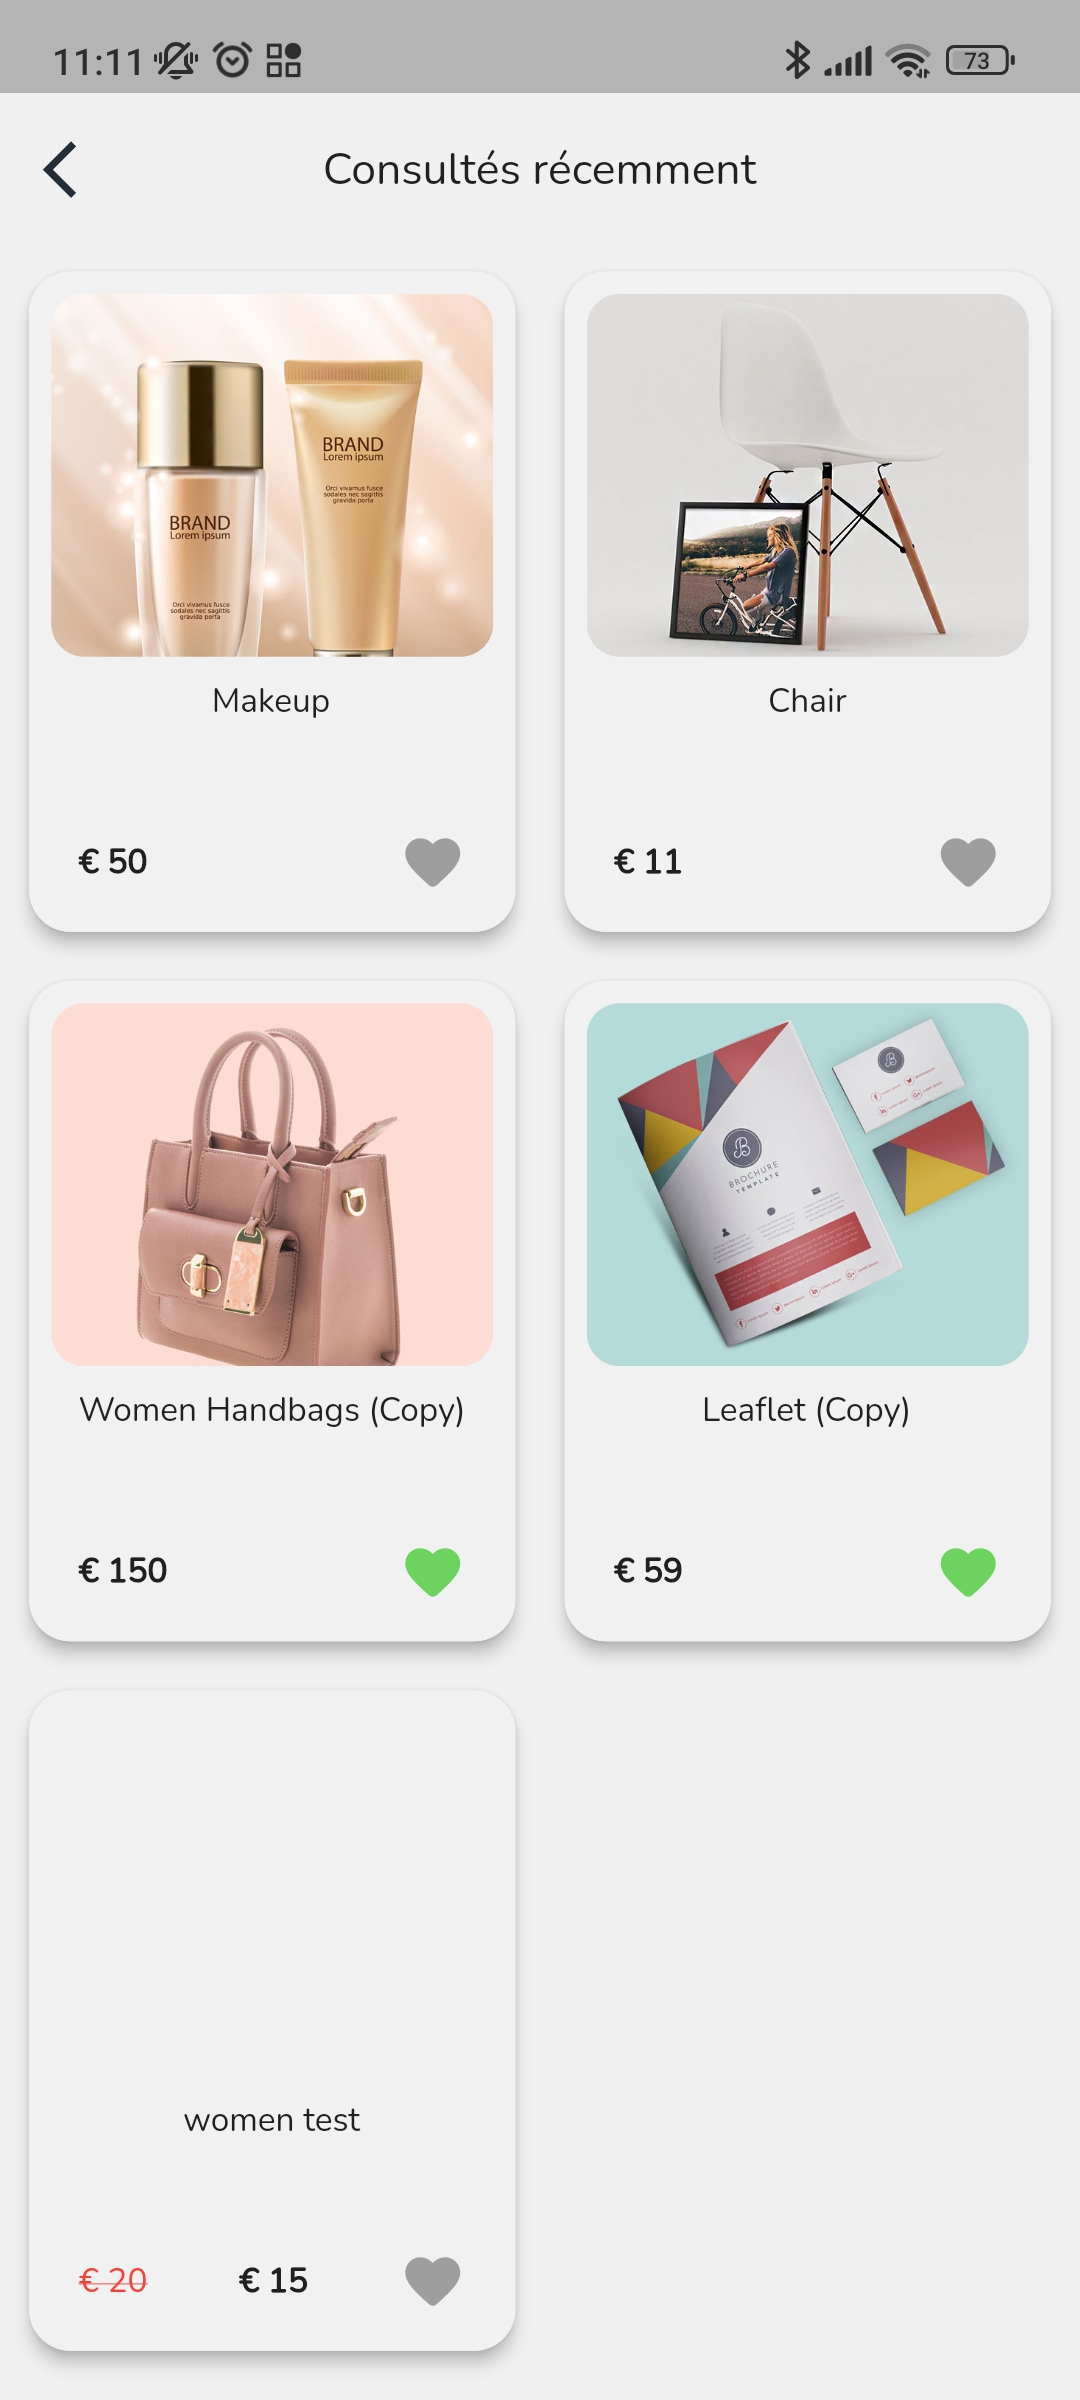 11:11
73
Consultés récemment
BRAND
Lorem ipsum
Orci vivamus fusce
sodales nec sagittis
gravida porta
BRAND
Lorem ipsum
Orci vivamus fusce
sodales nec sagittis
gravida porta
Makeup
€ 50
Chair
€ 11
B
BROCHURE
TEMPLATE
B
Women Handbags (Copy)
€ 150
Leaflet (Copy)
€ 59
women test
€ 20
€ 15